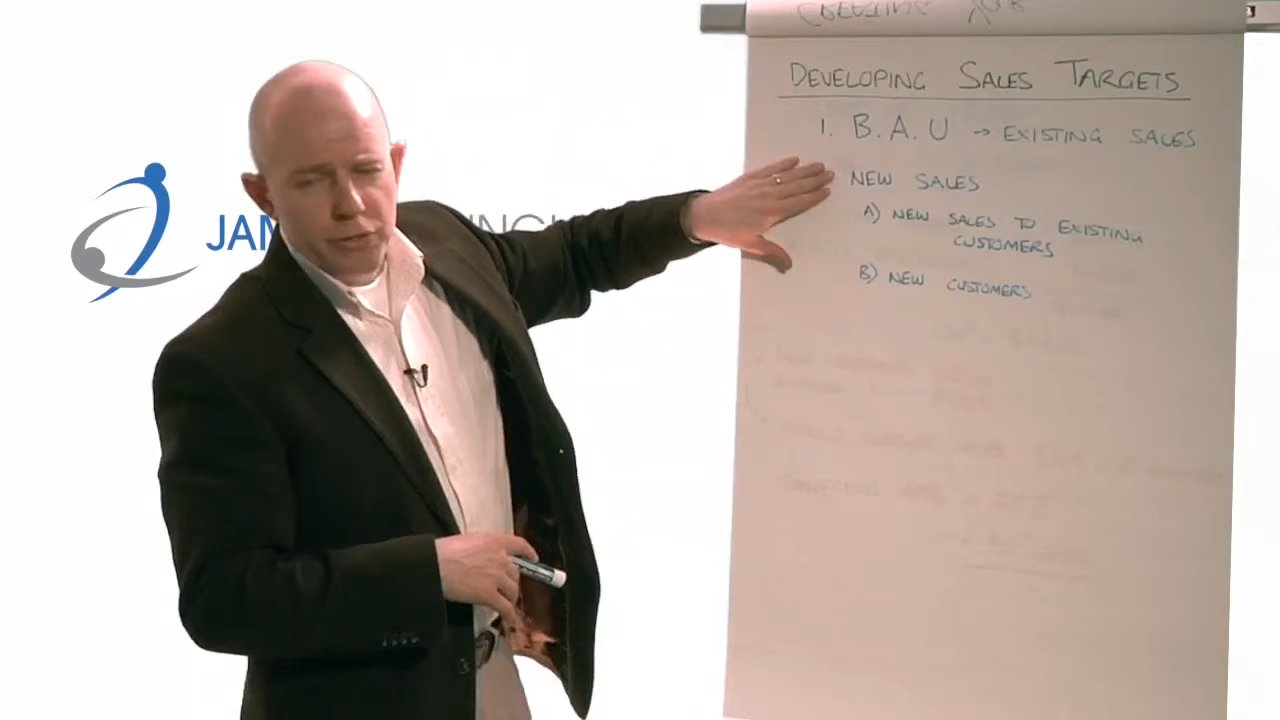 JAM
DEVELOPING SALES TARGETS
1. B.A.U → EXISTING SALES
NEW SALES
A) NEW SALES TO EXISTING
CUSTOMERS
B) NEW CUSTOMERS